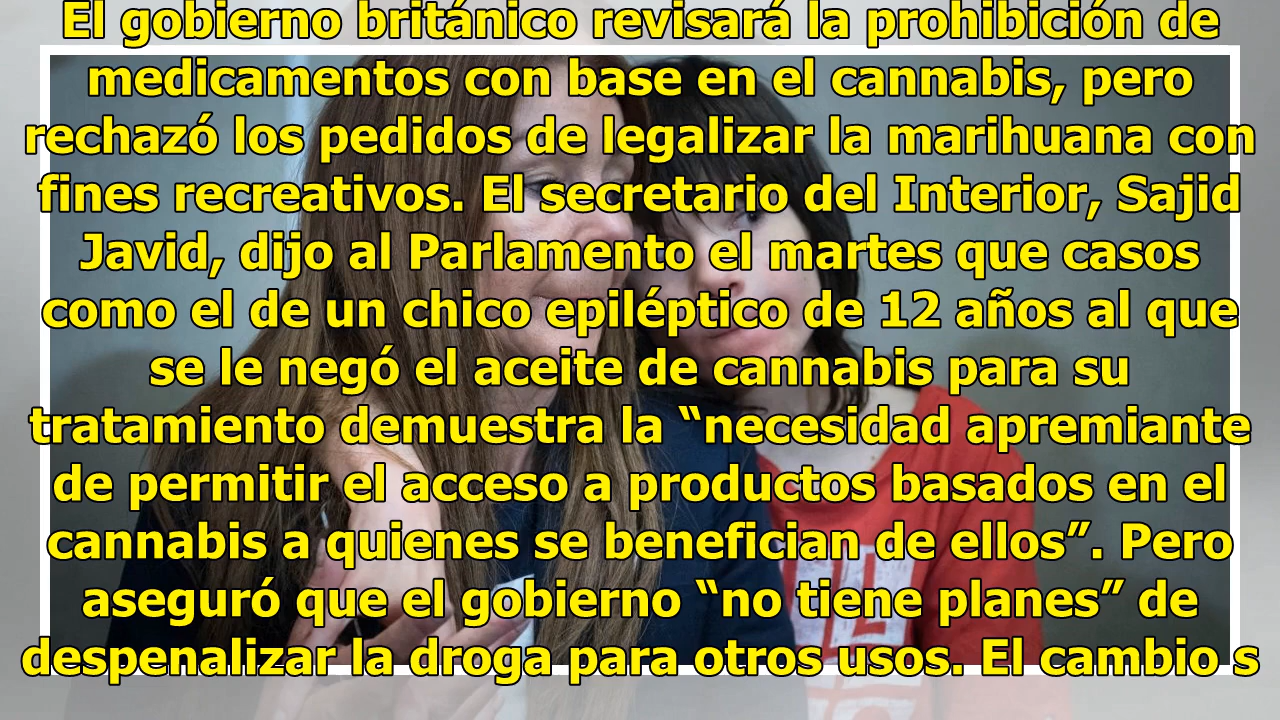 El gobierno británico revisará la prohibición de
medicamentos con base en el cannabis, pero
rechazó los pedidos de legalizar la marihuana con
fines recreativos. El secretario del Interior, Sajid
Javid, dijo al Parlamento el martes que casos
como el de un chico epiléptico de 12 años al que
se le negó el aceite de cannabis para su
tratamiento demuestra la “necesidad apremiante
de permitir el acceso a productos basados en el
cannabis a quienes se benefician de ellos”. Pero
aseguró que el gobierno “no tiene planes” de
despenalizar la droga para otros usos. El cambio s